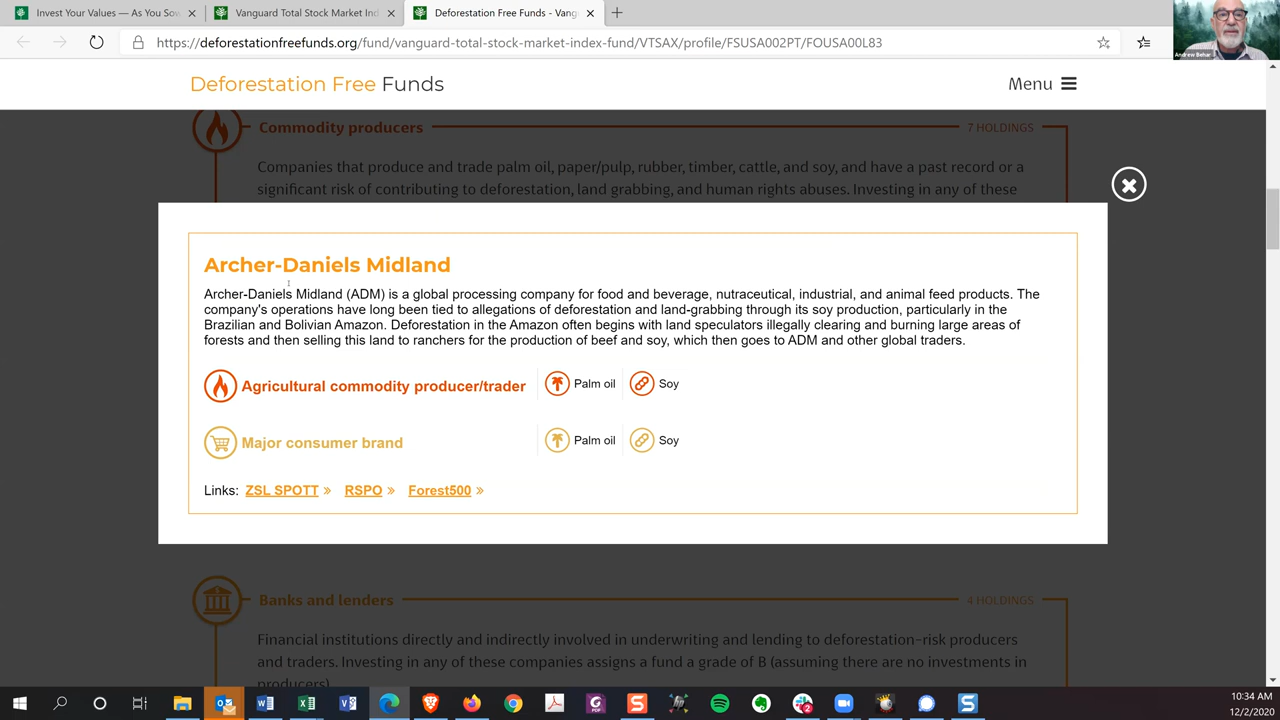 Invest Your Values — As You Sow
Vanguard Total Stock Market Ind
Deforestation Free Funds - Vang
https://deforestationfreefunds.org/fund/vanguard-total-stock-market-index-fund/VTSAX/profile/FSUSA002PT/FOUSA00L83
Andrew Behar
Deforestation Free Funds
Menu
Commodity producers
7 HOLDINGS
Companies that produce and trade palm oil, paper/pulp, rubber, timber, cattle, and soy, and have a past record or a
significant risk of contributing to deforestation, land grabbing, and human rights abuses. Investing in any of these
Archer-Daniels Midland
Archer-Daniels Midland (ADM) is a global processing company for food and beverage, nutraceutical, industrial, and animal feed products. The
company's operations have long been tied to allegations of deforestation and land-grabbing through its soy production, particularly in the
Brazilian and Bolivian Amazon. Deforestation in the Amazon often begins with land speculators illegally clearing and burning large areas of
forests and then selling this land to ranchers for the production of beef and soy, which then goes to ADM and other global traders.
Agricultural commodity producer/trader
Palm oil
Soy
Major consumer brand
Palm oil
Soy
Links: ZSL SPOTT » RSPO » Forest500 »
Banks and lenders
4 HOLDINGS
Financial institutions directly and indirectly involved in underwriting and lending to deforestation-risk producers
and traders. Investing in any of these companies assigns a fund a grade of B (assuming there are no investments in
producers)
10:34 AM
12/2/2020